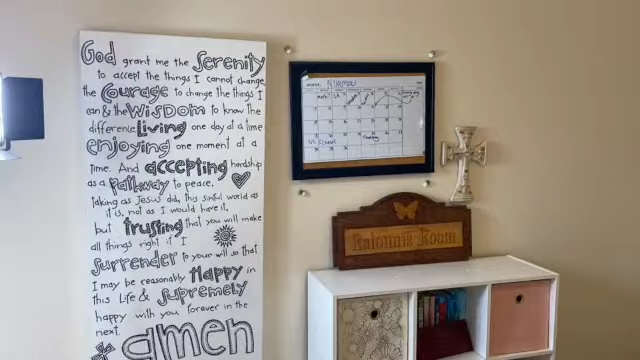 God grant me the Serenity
to accept the things I cannot change,
the Courage to change the things I
can & the Wisdom to know the
difference Living one day at a time
enjoying one moment at a
time. And accepting hardship
as a Pathway to peace,
taking as Jesus did, this sinful world as
it is, not as I would have it,
but trusting that you will make
all things right if I
surrender to your will so that
I may be reasonably Happy in
this Life & supremely
happy with you forever in the
next.
amen
November
Room